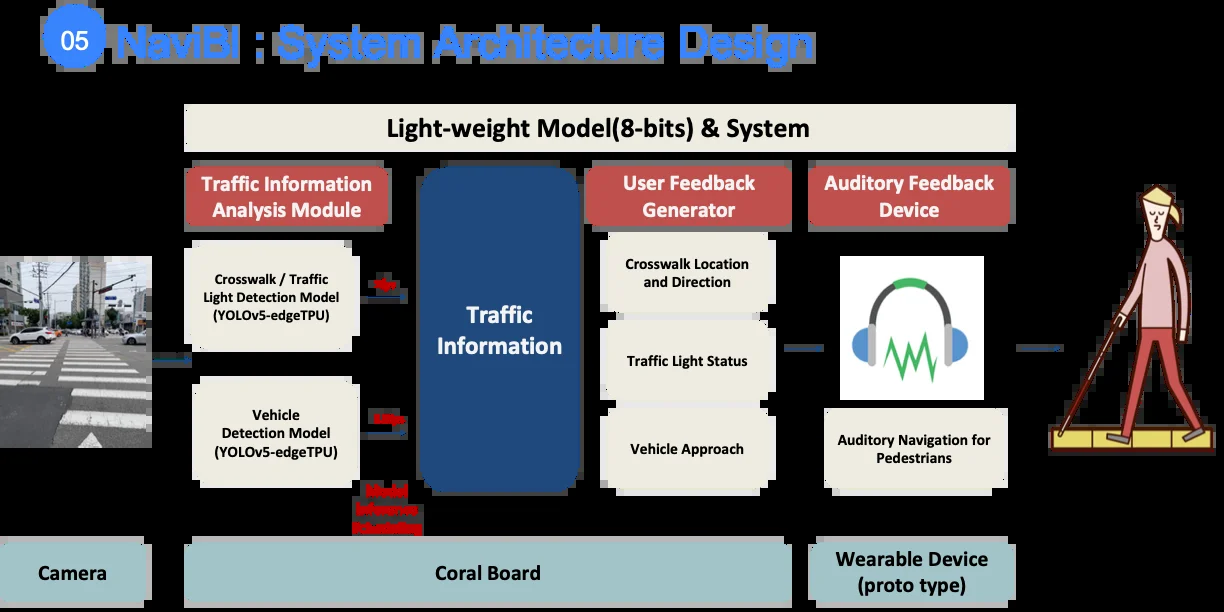 05
NaviBI : System Architecture Design
Light-weight Model(8-bits) & System
Traffic Information
Analysis Module
User Feedback
Generator
Auditory Feedback
Device
Crosswalk / Traffic
Light Detection Model
(YOLOv5-edgeTPU)
Vehicle
Detection Model
(YOLOv5-edgeTPU)
Model
Inference
Scheduling
Traffic
Information
Crosswalk Location
and Direction
Traffic Light Status
Vehicle Approach
Auditory Navigation for
Pedestrians
Camera
Coral Board
Wearable Device
(proto type)